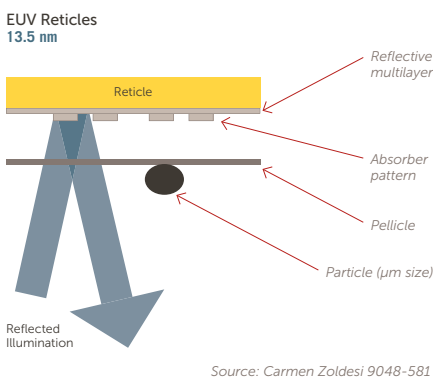 EUV Reticles
13.5 nm
Reticle
Reflective
multilayer
Absorber
pattern
Pellicle
Particle (μm size)
Reflected
Illumination
Source: Carmen Zoldesi 9048-581